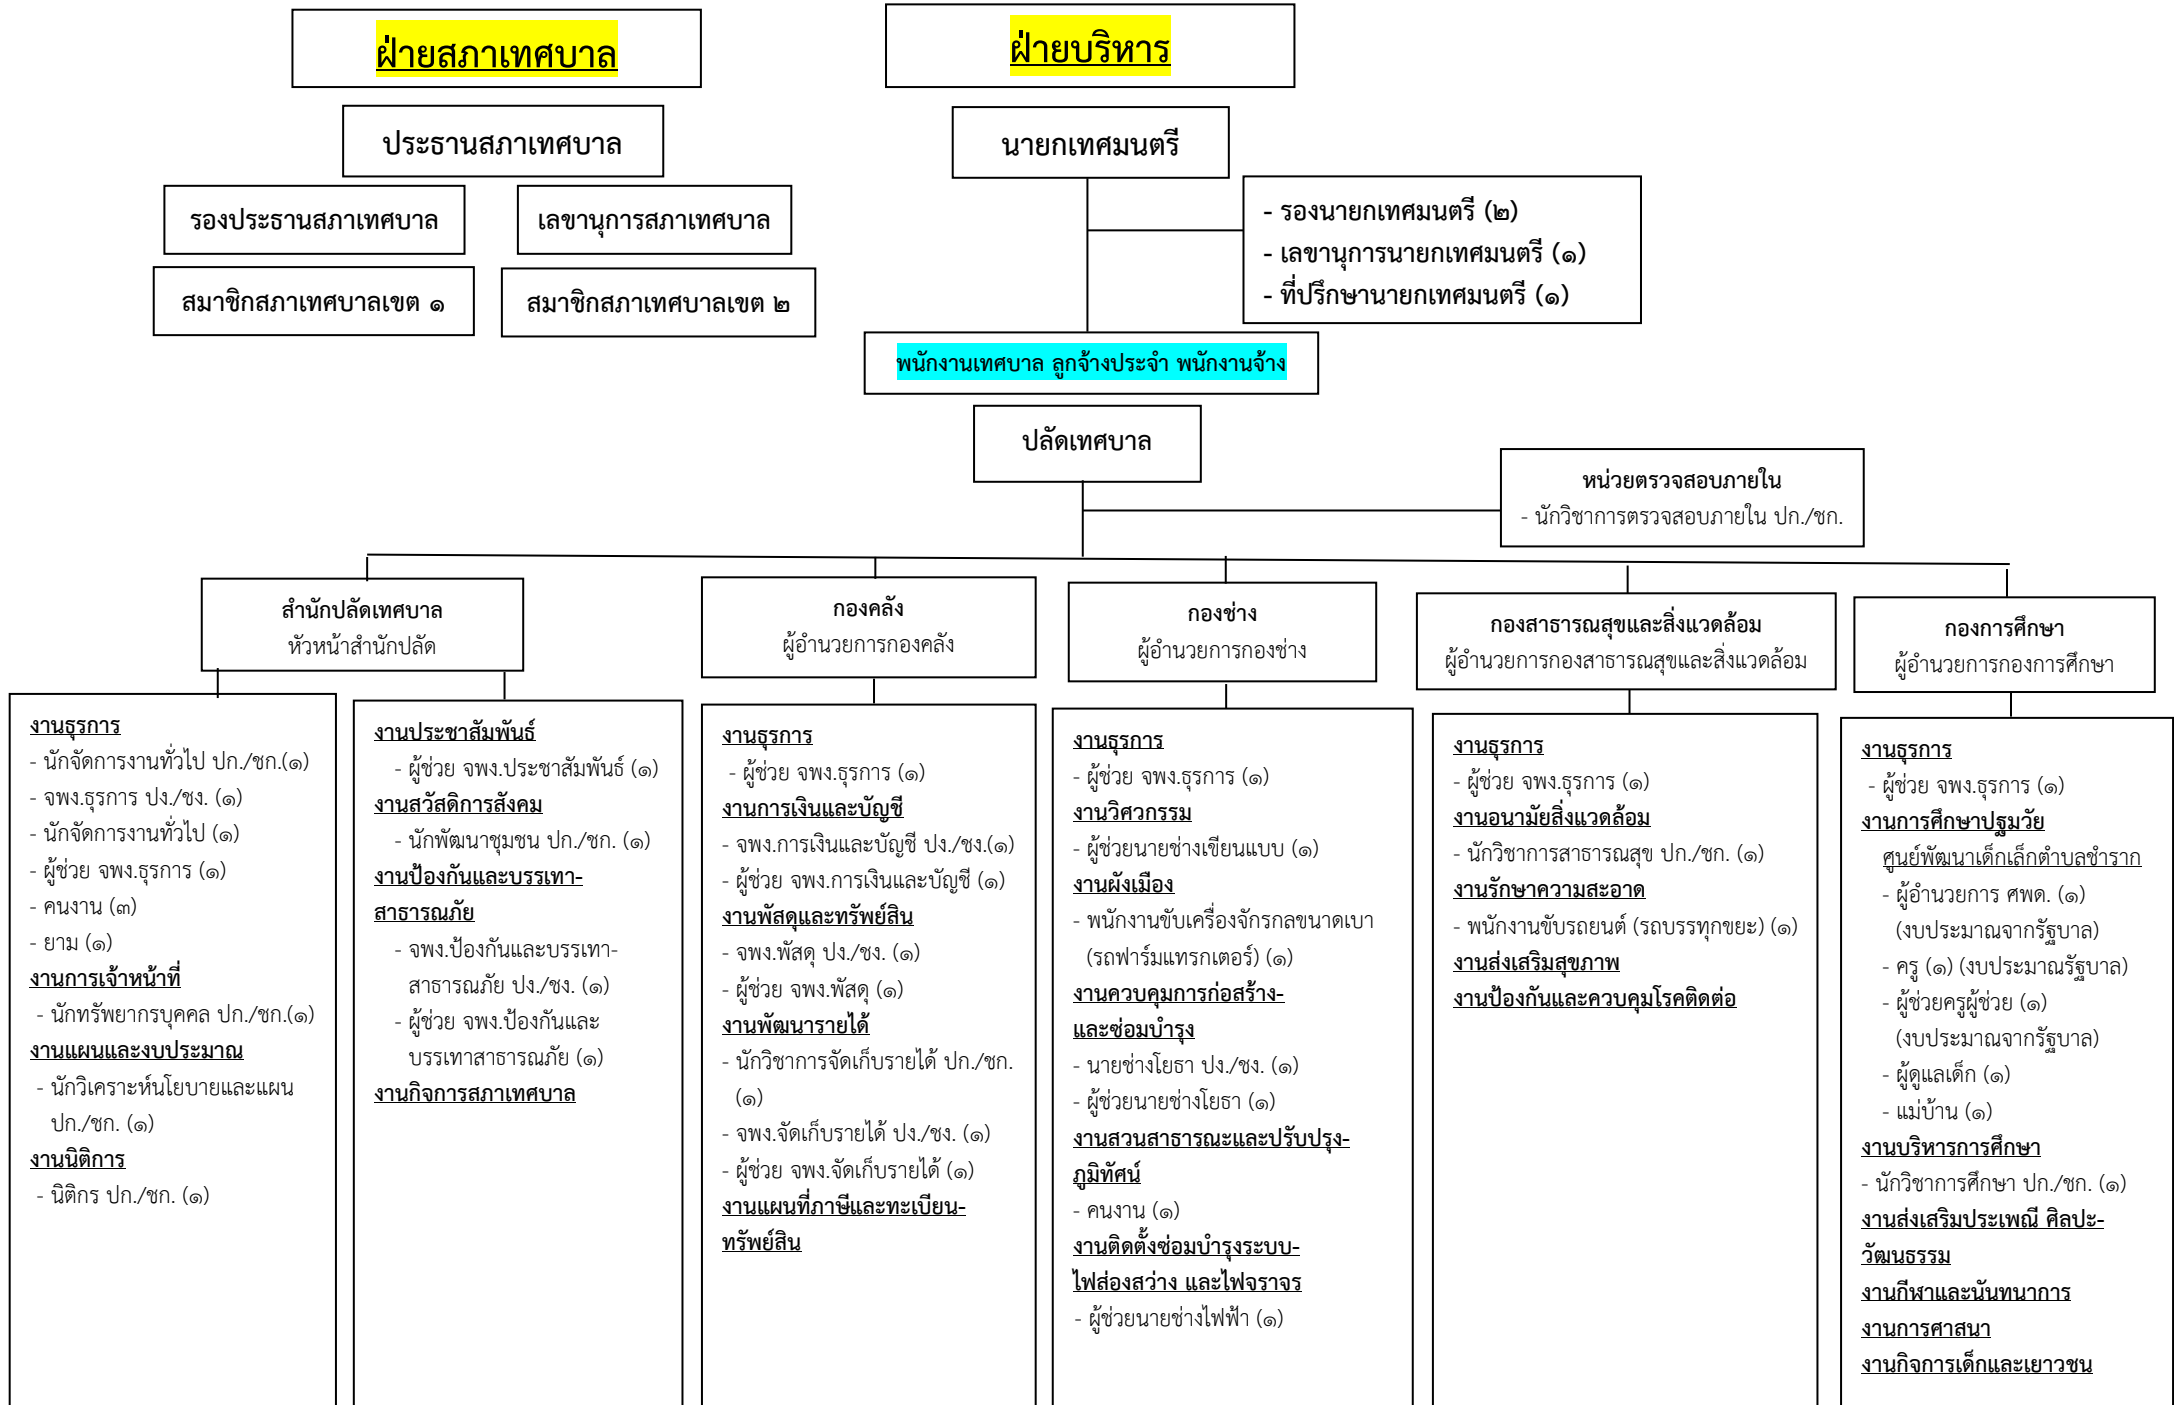 ฝ่ายสภาเทศบาล
ประธานสภาเทศบาล
รองประธานสภาเทศบาล
เลขานุการสภาเทศบาล
สมาชิกสภาเทศบาลเขต ๑
สมาชิกสภาเทศบาลเขต ๒
ฝ่ายบริหาร
นายกเทศมนตรี
- รองนายกเทศมนตรี (๒)
- เลขานุการนายกเทศมนตรี (๑)
- ที่ปรึกษานายกเทศมนตรี (๑)
พนักงานเทศบาล ลูกจ้างประจำ พนักงานจ้าง
ปลัดเทศบาล
หน่วยตรวจสอบภายใน
- นักวิชาการตรวจสอบภายใน ปก./ชก.
สำนักปลัดเทศบาล
หัวหน้าสำนักปลัด
งานธุรการ
- นักจัดการงานทั่วไป ปก./ชก.(๑)
- จพง.ธุรการ ปง./ชง. (๑)
- นักจัดการงานทั่วไป (๑)
- ผู้ช่วย จพง.ธุรการ (๑)
- คนงาน (๓)
- ยาม (๑)
งานการเจ้าหน้าที่
- นักทรัพยากรบุคคล ปก./ชก.(๑)
งานแผนและงบประมาณ
- นักวิเคราะห์นโยบายและแผน
ปก./ชก. (๑)
งานนิติการ
- นิติกร ปก./ชก. (๑)
งานประชาสัมพันธ์
- ผู้ช่วย จพง.ประชาสัมพันธ์ (๑)
งานสวัสดิการสังคม
- นักพัฒนาชุมชน ปก./ชก. (๑)
งานป้องกันและบรรเทา-
สาธารณภัย
- จพง.ป้องกันและบรรเทา-
สาธารณภัย ปง./ชง. (๑)
- ผู้ช่วย จพง.ป้องกันและ
บรรเทาสาธารณภัย (๑)
งานกิจการสภาเทศบาล
กองคลัง
ผู้อำนวยการกองคลัง
งานธุรการ
- ผู้ช่วย จพง.ธุรการ (๑)
งานการเงินและบัญชี
- จพง.การเงินและบัญชี ปง./ชง.(๑)
- ผู้ช่วย จพง.การเงินและบัญชี (๑)
งานพัสดุและทรัพย์สิน
- จพง.พัสดุ ปง./ชง. (๑)
- ผู้ช่วย จพง.พัสดุ (๑)
งานพัฒนารายได้
- นักวิชาการจัดเก็บรายได้ ปก./ชก.
(๑)
- จพง.จัดเก็บรายได้ ปง./ชง. (๑)
- ผู้ช่วย จพง.จัดเก็บรายได้ (๑)
งานแผนที่ภาษีและทะเบียน-
ทรัพย์สิน
กองช่าง
ผู้อำนวยการกองช่าง
งานธุรการ
- ผู้ช่วย จพง.ธุรการ (๑)
งานวิศวกรรม
- ผู้ช่วยนายช่างเขียนแบบ (๑)
งานผังเมือง
- พนักงานขับเครื่องจักรกลขนาดเบา
(รถฟาร์มแทรกเตอร์) (๑)
งานควบคุมการก่อสร้าง-
และซ่อมบำรุง
- นายช่างโยธา ปง./ชง. (๑)
- ผู้ช่วยนายช่างโยธา (๑)
งานสวนสาธารณะและปรับปรุง-
ภูมิทัศน์
- คนงาน (๑)
งานติดตั้งซ่อมบำรุงระบบ-
ไฟส่องสว่าง และไฟจราจร
- ผู้ช่วยนายช่างไฟฟ้า (๑)
กองสาธารณสุขและสิ่งแวดล้อม
ผู้อำนวยการกองสาธารณสุขและสิ่งแวดล้อม
งานธุรการ
- ผู้ช่วย จพง.ธุรการ (๑)
งานอนามัยสิ่งแวดล้อม
- นักวิชาการสาธารณสุข ปก./ชก. (๑)
งานรักษาความสะอาด
- พนักงานขับรถยนต์ (รถบรรทุกขยะ) (๑)
งานส่งเสริมสุขภาพ
งานป้องกันและควบคุมโรคติดต่อ
กองการศึกษา
ผู้อำนวยการกองการศึกษา
งานธุรการ
- ผู้ช่วย จพง.ธุรการ (๑)
งานการศึกษาปฐมวัย
ศูนย์พัฒนาเด็กเล็กตำบลชำราก
- ผู้อำนวยการ ศพด. (๑)
(งบประมาณจากรัฐบาล)
- ครู (๑) (งบประมาณรัฐบาล)
- ผู้ช่วยครูผู้ช่วย (๑)
(งบประมาณจากรัฐบาล)
- ผู้ดูแลเด็ก (๑)
- แม่บ้าน (๑)
งานบริหารการศึกษา
- นักวิชาการศึกษา ปก./ชก. (๑)
งานส่งเสริมประเพณี ศิลปะ-
วัฒนธรรม
งานกีฬาและนันทนาการ
งานการศาสนา
งานกิจการเด็กและเยาวชน